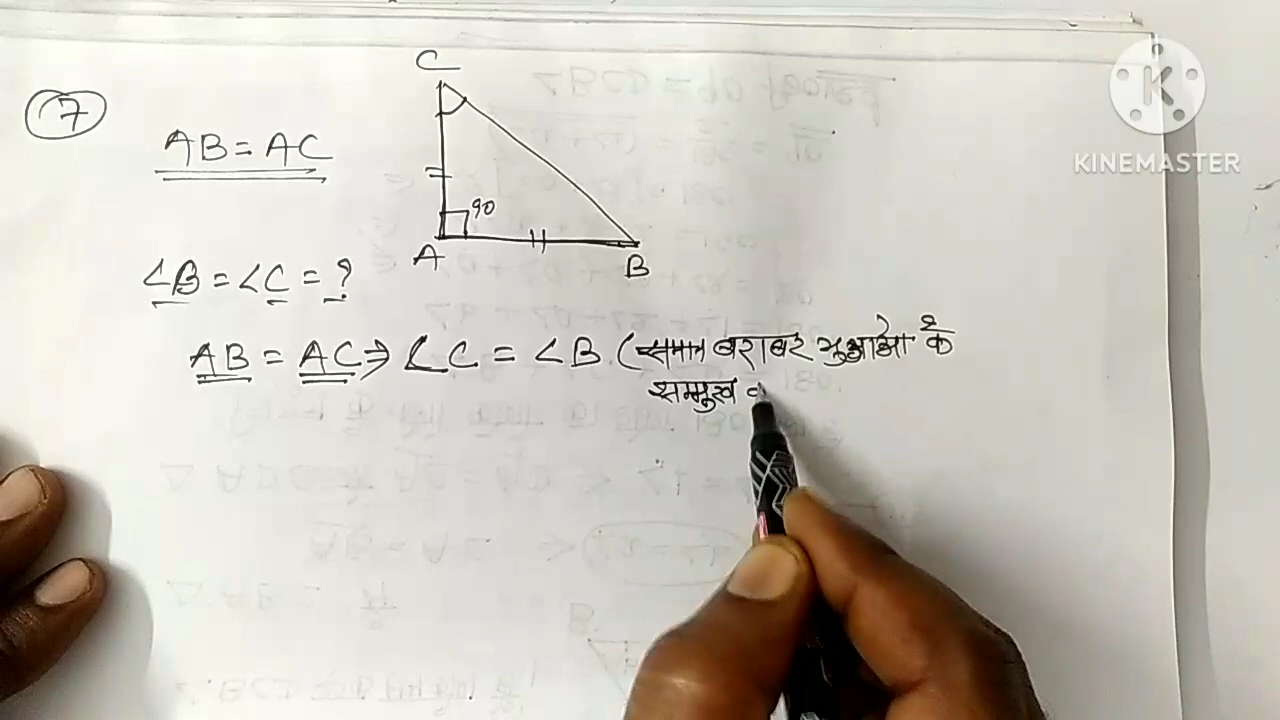 7
C
AB = AC
90
A
B
∠B = ∠C = ?
AB = AC ⇒ ∠C = ∠B (समान बराबर भुजाओ के
सम्मुख
KINEMASTER